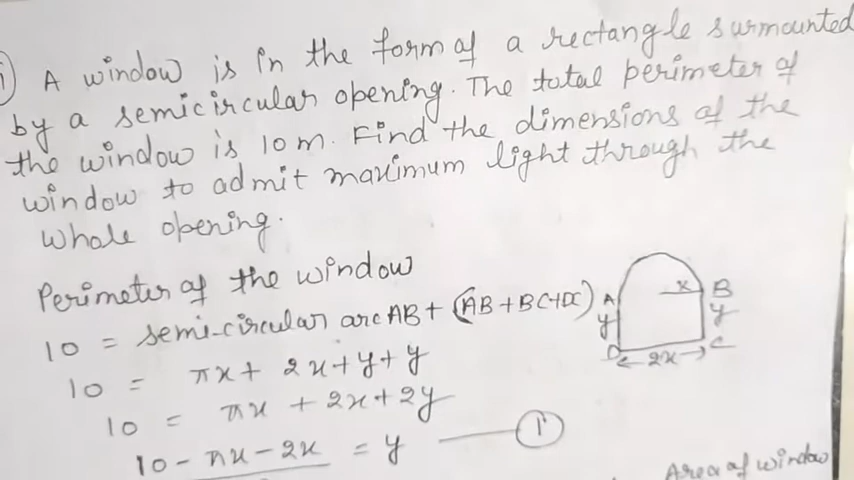 1) A window is in the form of a rectangle surmounted
by a semicircular opening. The total perimeter of
the window is 10 m. Find the dimensions of the
window to admit maximum light through the
whole opening.
Perimeter of the window
10 = semi-circular arc AB + (AB + BC + DC)
10 = πx + 2x + y + y
10 = πx + 2x + 2y
10 - πx - 2x = y —— 1
A x B
y y
D 2x C
Area of window